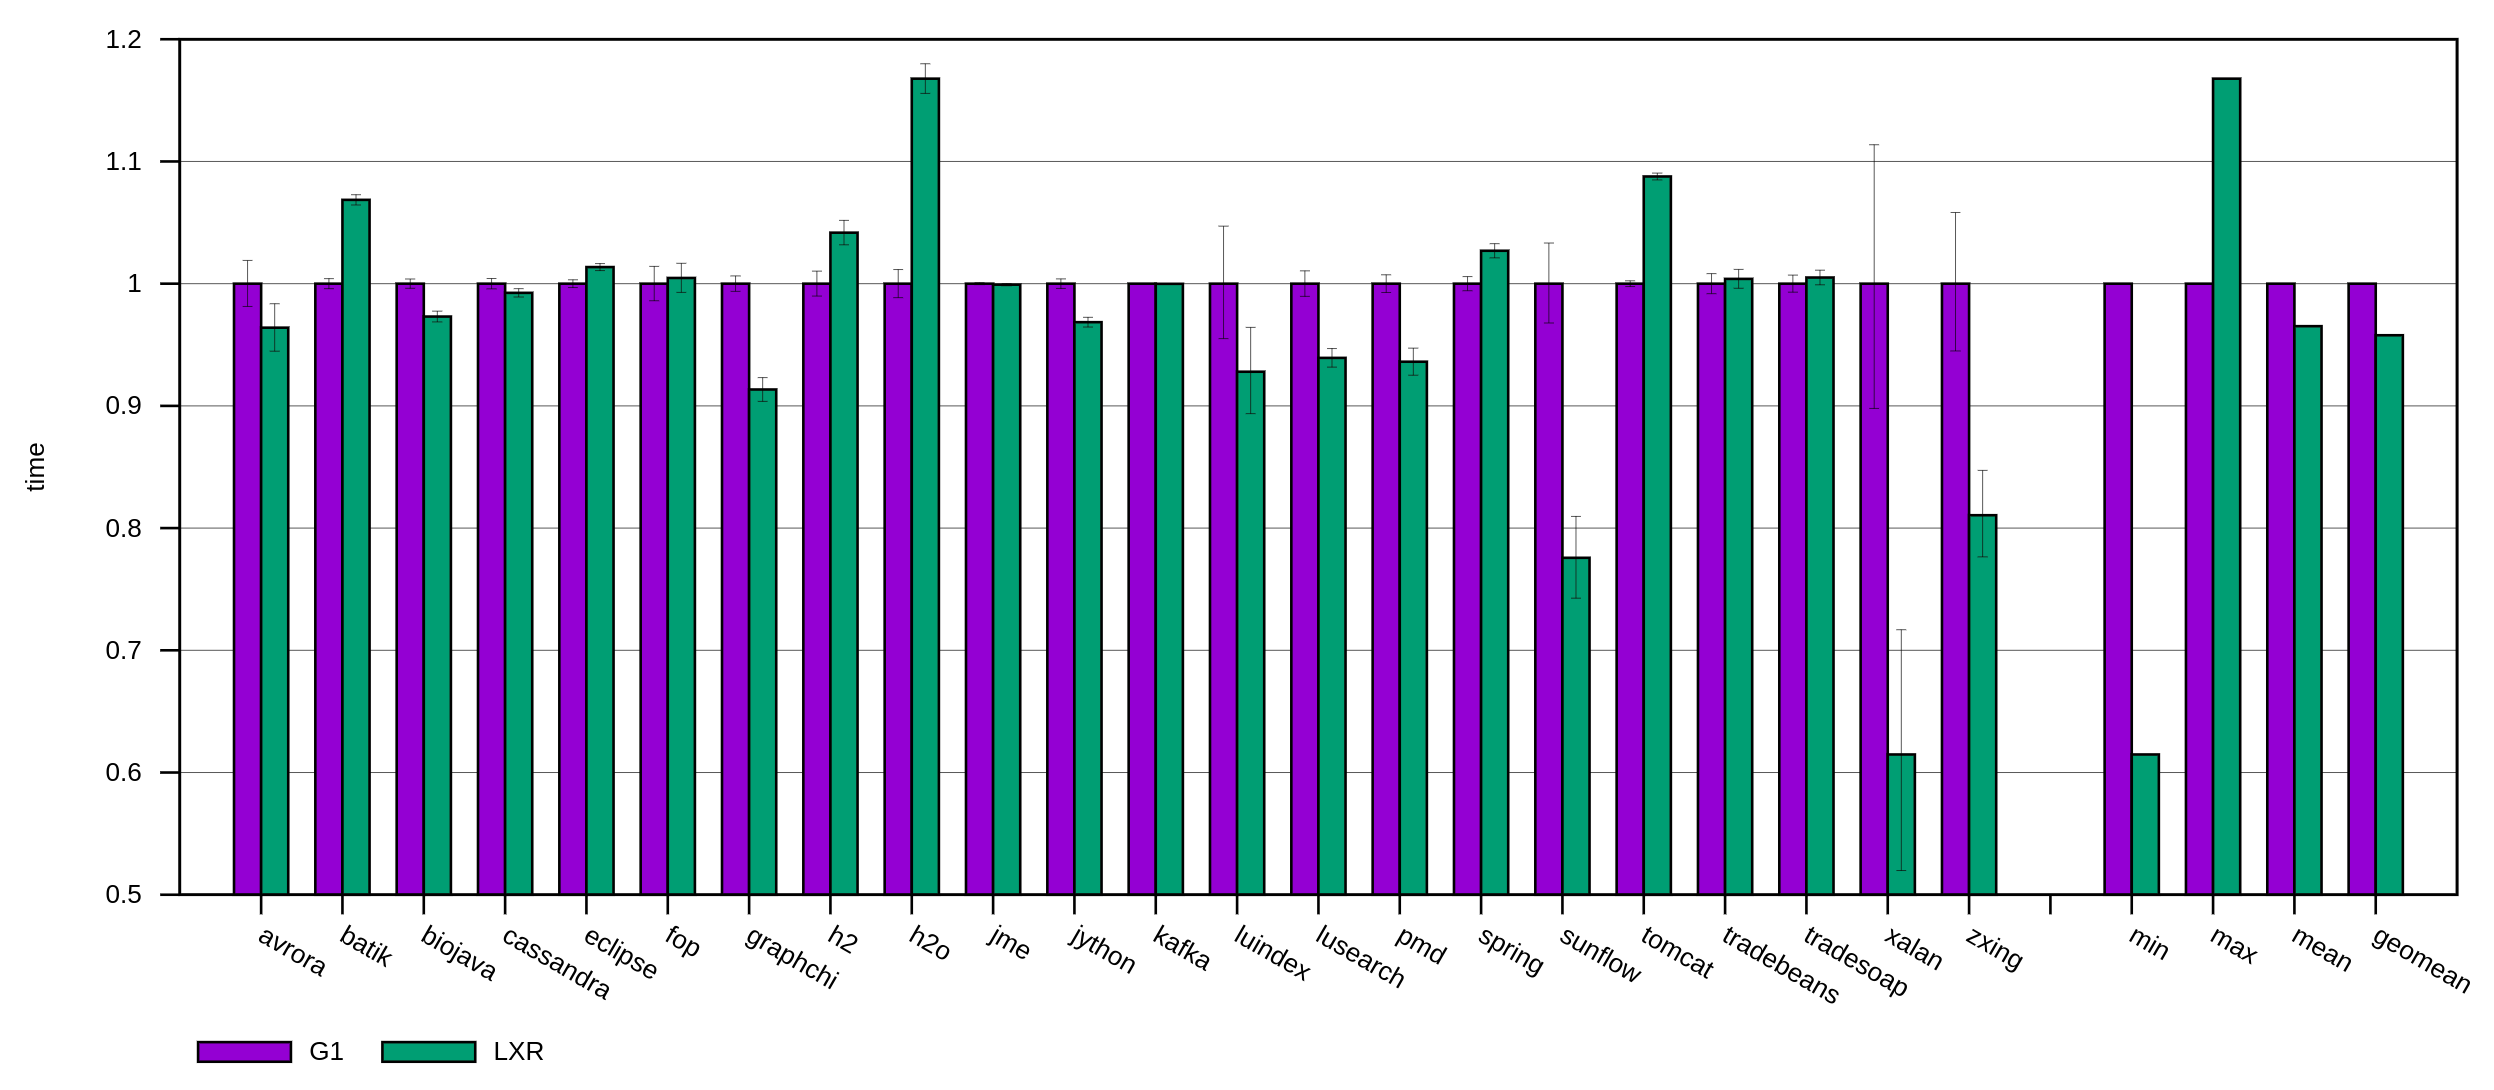 1.2
1.1
1
0.9
0.8
0.7
0.6
0.5
time
avrora
batik
biojava
cassandra
eclipse
fop
graphchi
h2
h2o
jme
jython
kafka
luindex
lusearch
pmd
spring
sunflow
tomcat
tradebeans
tradesoap
xalan
zxing
min
max
mean
geomean
G1
LXR